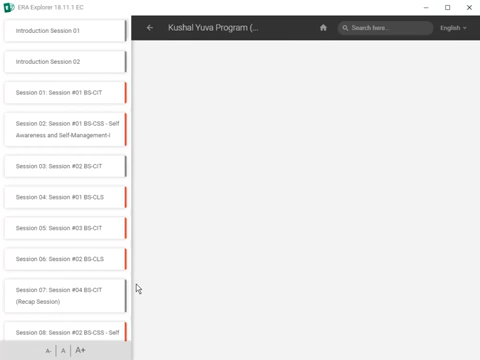 ERA Explorer 18.11.1 EC
Kushal Yuva Program (...
Search here...
English
Introduction Session 01
Introduction Session 02
Session 01: Session #01 BS-CIT
Session 02: Session #01 BS-CSS - Self
Awareness and Self-Management-I
Session 03: Session #02 BS-CIT
Session 04: Session #01 BS-CLS
Session 05: Session #03 BS-CIT
Session 06: Session #02 BS-CLS
Session 07: Session #04 BS-CIT
(Recap Session)
Session 08: Session #02 BS-CSS - Self
A- A A+